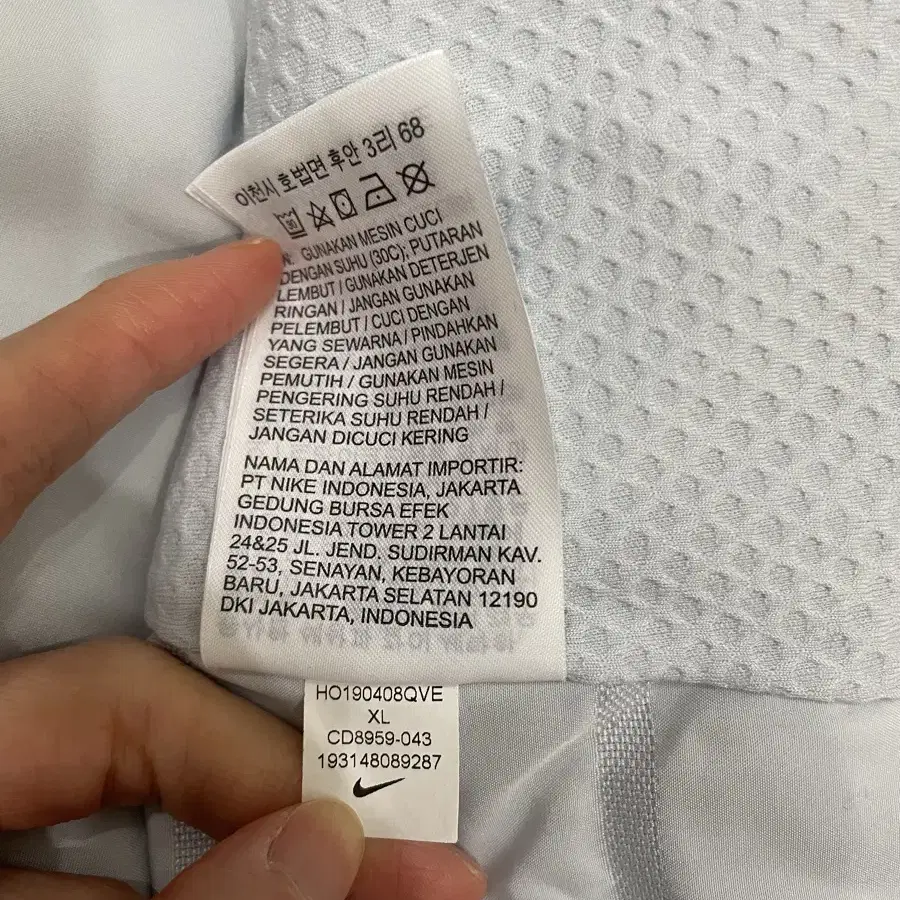 이천시 호법면 후안 3리 68
N: GUNAKAN MESIN CUCI
DENGAN SUHU (30C); PUTARAN
LEMBUT / GUNAKAN DETERJEN
RINGAN / JANGAN GUNAKAN
PELEMBUT / CUCI DENGAN
YANG SEWARNA / PINDAHKAN
SEGERA / JANGAN GUNAKAN
PEMUTIH / GUNAKAN MESIN
PENGERING SUHU RENDAH /
SETERIKA SUHU RENDAH /
JANGAN DICUCI KERING
NAMA DAN ALAMAT IMPORTIR:
PT NIKE INDONESIA, JAKARTA
GEDUNG BURSA EFEK
INDONESIA TOWER 2 LANTAI
24&25 JL. JEND. SUDIRMAN KAV.
52-53, SENAYAN, KEBAYORAN
BARU, JAKARTA SELATAN 12190
DKI JAKARTA, INDONESIA
HO190408QVE
XL
CD8959-043
193148089287